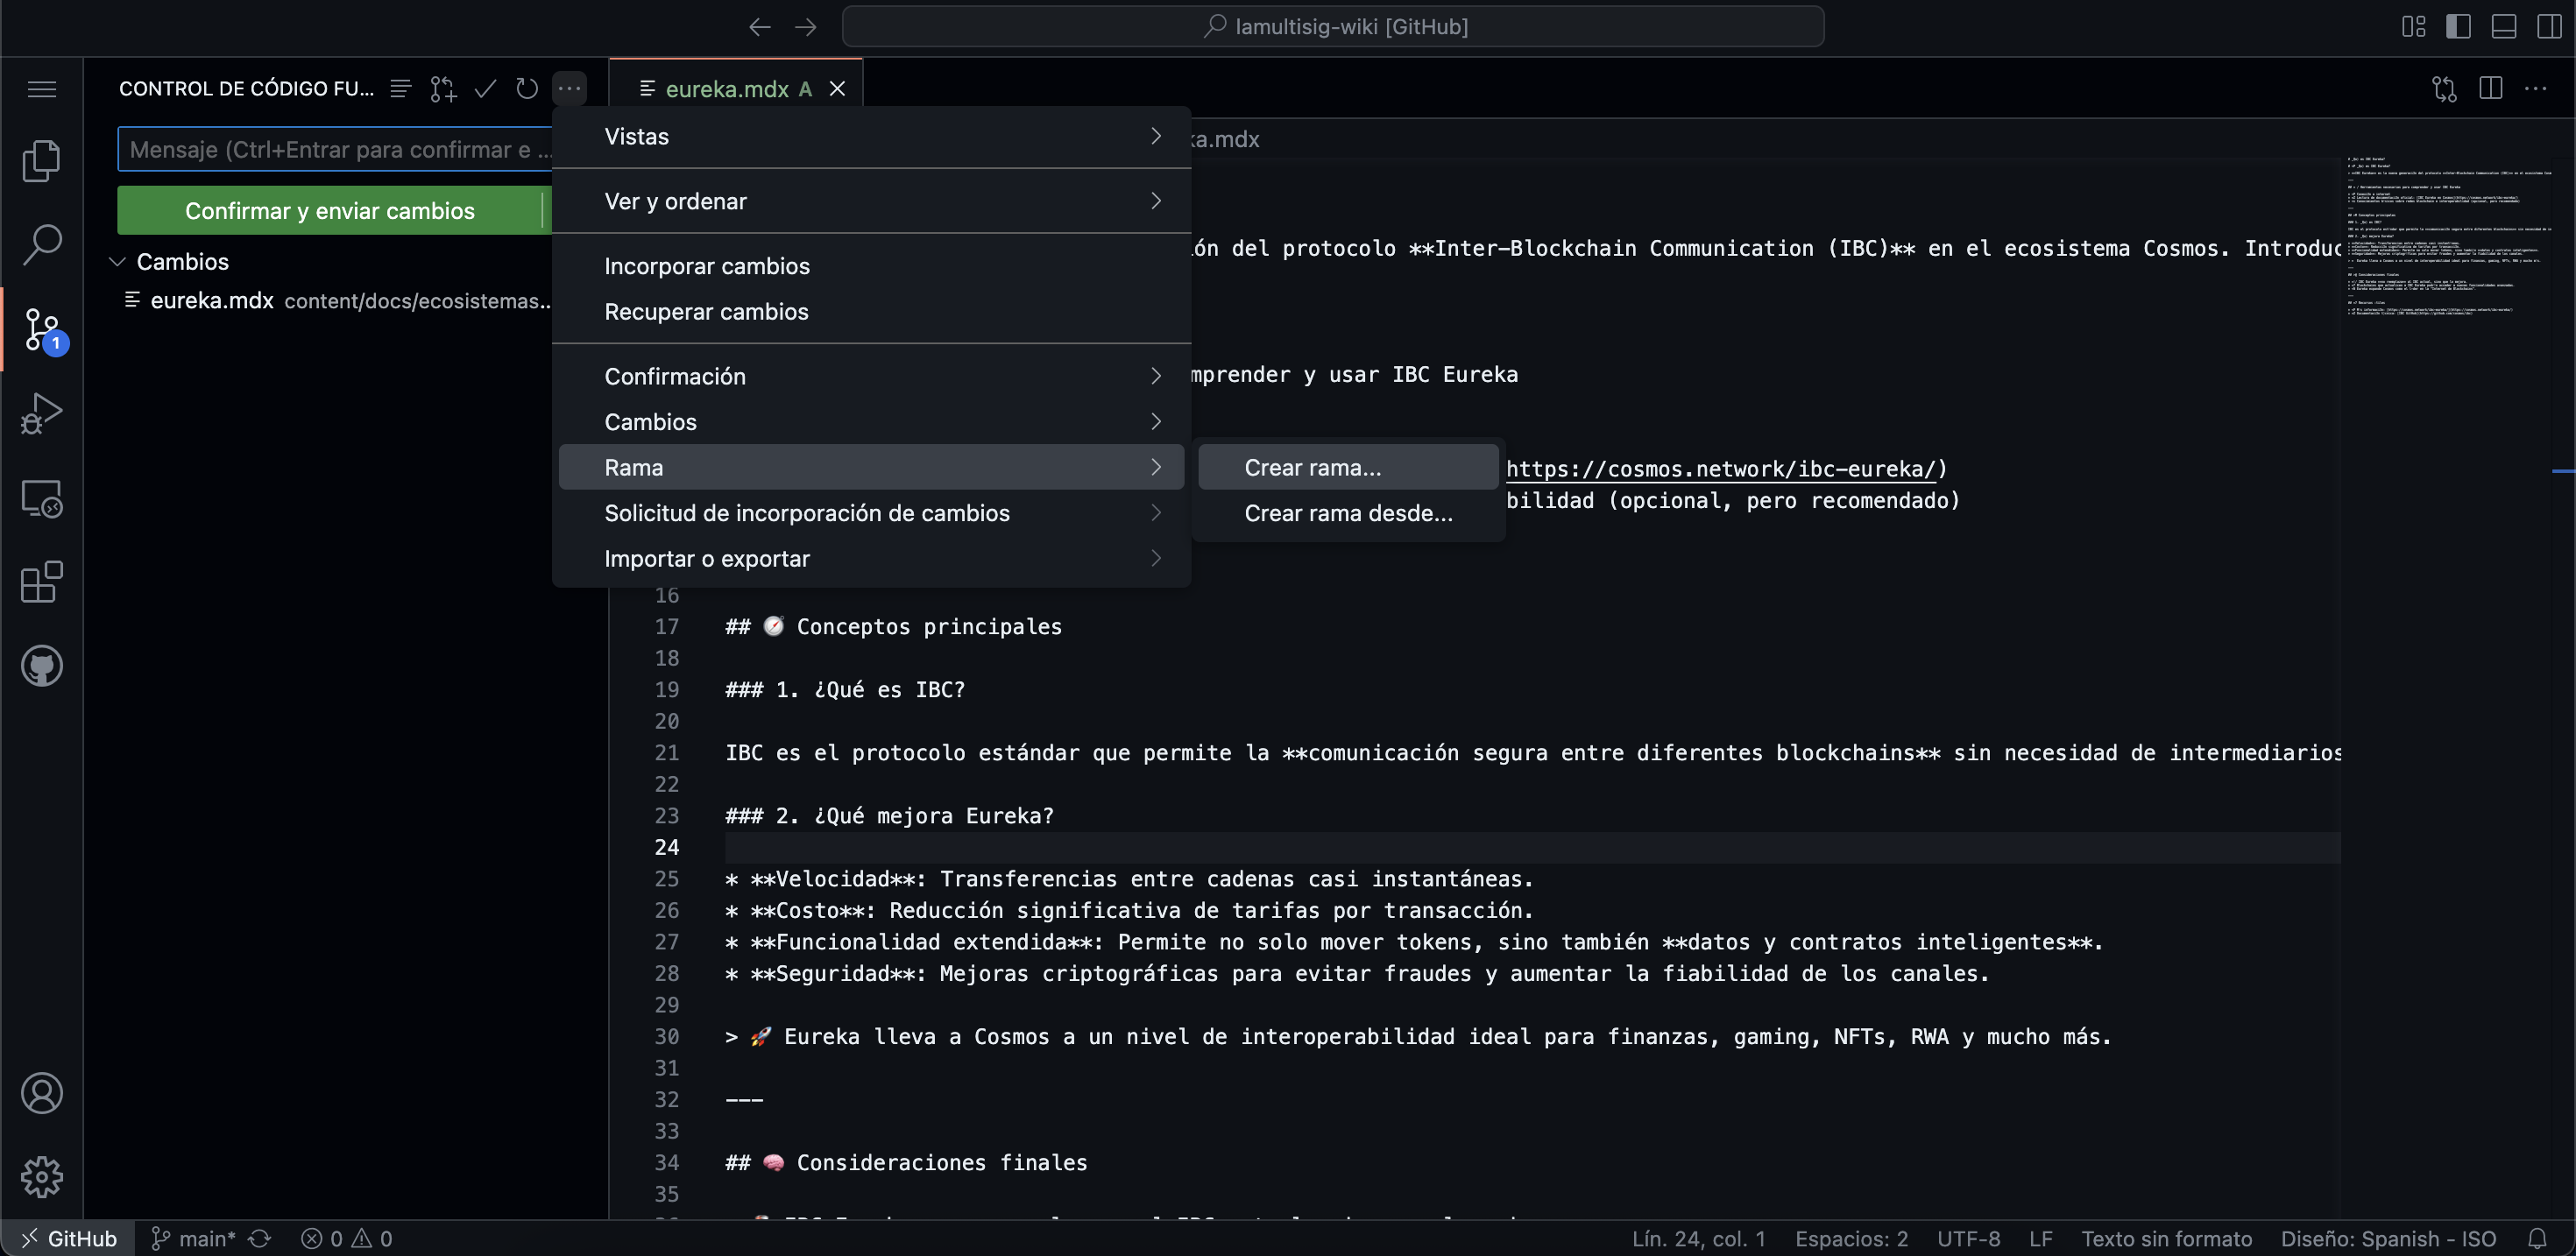 lamultisig-wiki [GitHub]
CONTROL DE CÓDIGO FU...
eureka.mdx A
Mensaje (Ctrl+Entrar para confirmar e ...
Confirmar y enviar cambios
Cambios
eureka.mdx content/docs/ecosistemas...
1
Vistas
Ver y ordenar
Incorporar cambios
Recuperar cambios
Confirmación
Cambios
Rama
Solicitud de incorporación de cambios
Importar o exportar
Crear rama...
Crear rama desde...
ka.mdx
ón del protocolo **Inter-Blockchain Communication (IBC)** en el ecosistema Cosmos. Introduc
mprender y usar IBC Eureka
https://cosmos.network/ibc-eureka/)
bilidad (opcional, pero recomendado)
16
17 ## 🧭 Conceptos principales
18
19 ### 1. ¿Qué es IBC?
20
21 IBC es el protocolo estándar que permite la **comunicación segura entre diferentes blockchains** sin necesidad de intermediarios
22
23 ### 2. ¿Qué mejora Eureka?
24
25 * **Velocidad**: Transferencias entre cadenas casi instantáneas.
26 * **Costo**: Reducción significativa de tarifas por transacción.
27 * **Funcionalidad extendida**: Permite no solo mover tokens, sino también **datos y contratos inteligentes**.
28 * **Seguridad**: Mejoras criptográficas para evitar fraudes y aumentar la fiabilidad de los canales.
29
30 > 🚀 Eureka lleva a Cosmos a un nivel de interoperabilidad ideal para finanzas, gaming, NFTs, RWA y mucho más.
31
32 ---
33
34 ## 🧠 Consideraciones finales
35
GitHub main* 0 0 Lín. 24, col. 1 Espacios: 2 UTF-8 LF Texto sin formato Diseño: Spanish - ISO